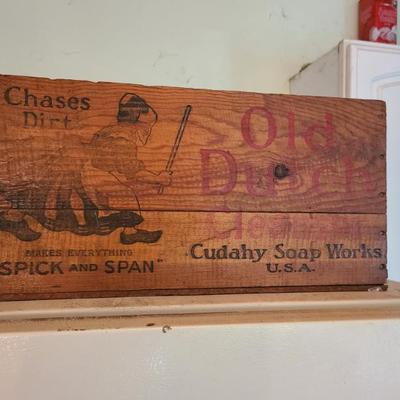 Chases
Dirt
MAKES EVERYTHING
"SPICK AND SPAN"
Old
Dutch
Cleanser
Cudahy Soap Works
U.S.A.